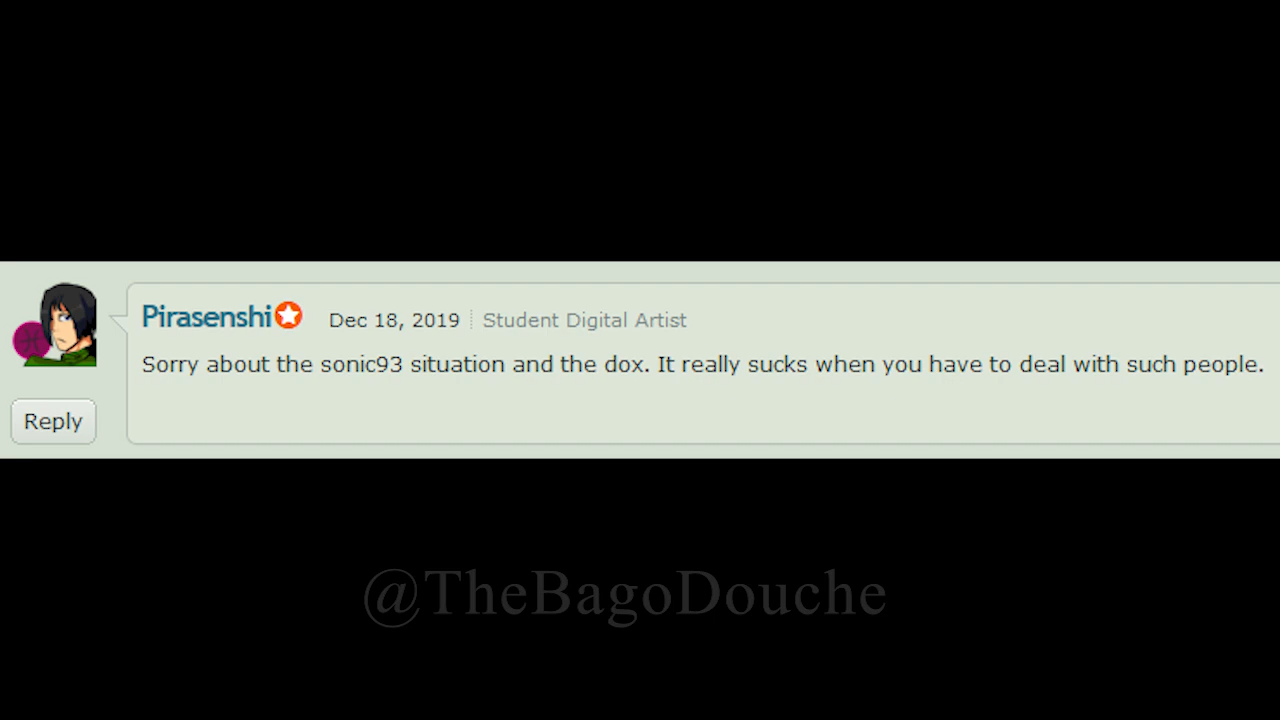 Pirasenshi Dec 18, 2019 Student Digital Artist
Sorry about the sonic93 situation and the dox. It really sucks when you have to deal with such people.
Reply
@TheBagoDouche